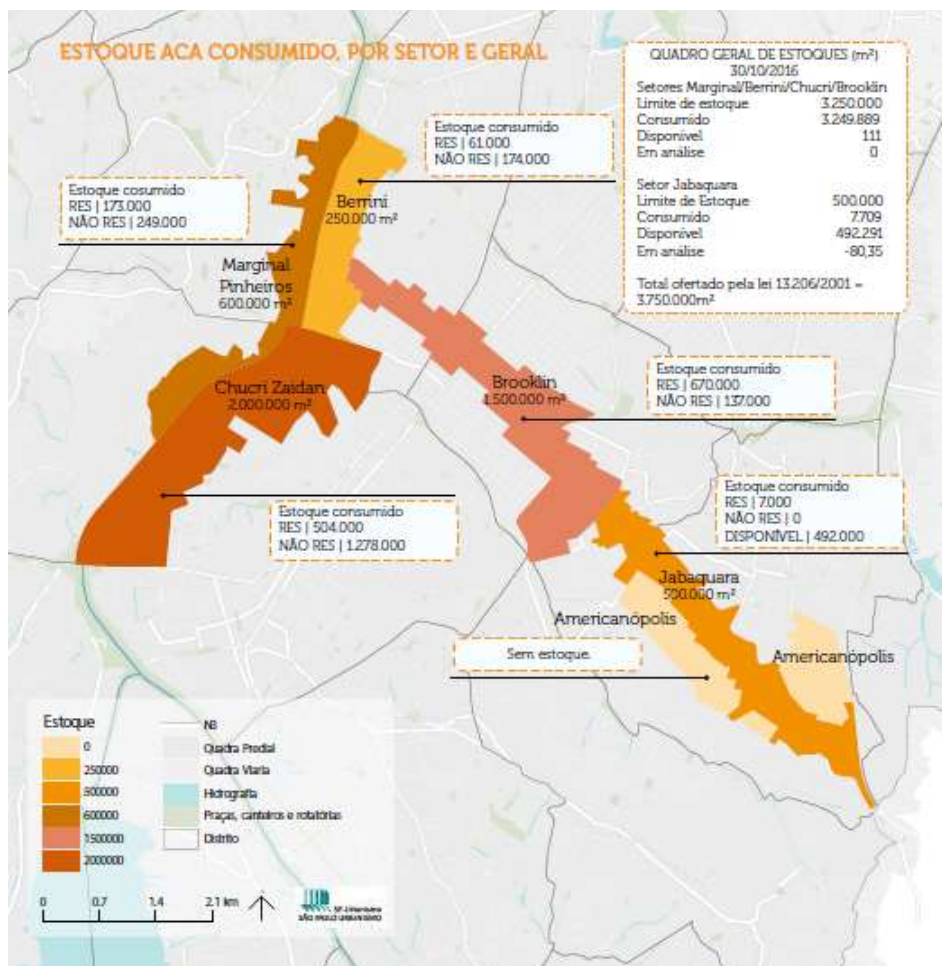 ESTOQUE ACA CONSUMIDO, POR SETOR E GERAL
QUADRO GERAL DE ESTOQUES (m²)
30/10/2016
Setores Marginal/Berrini/Chucri/Brooklin
Limite de estoque 3.250.000
Consumido 3.249.889
Disponível 111
Em análise 0
Setor Jabaquara
Limite de Estoque 500.000
Consumido 7.709
Disponível 492.291
Em análise -80,35
Total ofertado pela lei 13.206/2001 =
3.750.000m²
Estoque consumido
RES | 61.000
NÃO RES | 174.000
Estoque cosumido
RES | 173.000
NÃO RES | 249.000
Berrini
250.000 m²
Marginal
Pinheiros
600.000 m²
Chucri Zaidan
2.000.000 m²
Brooklin
1.500.000 m²
Estoque consumido
RES | 670.000
NÃO RES | 137.000
Estoque consumido
RES | 504.000
NÃO RES | 1.278.000
Estoque consumido
RES | 7.000
NÃO RES | 0
DISPONÍVEL | 492.000
Jabaquara
500.000 m²
Americanópolis
Americanópolis
Sem estoque.
Estoque
0
250000
500000
600000
1500000
2000000
Quadra Predial
Quadra Viaria
Hidrografia
Praças, canteiros e rotatórias
Distrito
0 0.7 1.4 2.1 km
SP-Urbanismo
SÃO PAULO URBANISMO